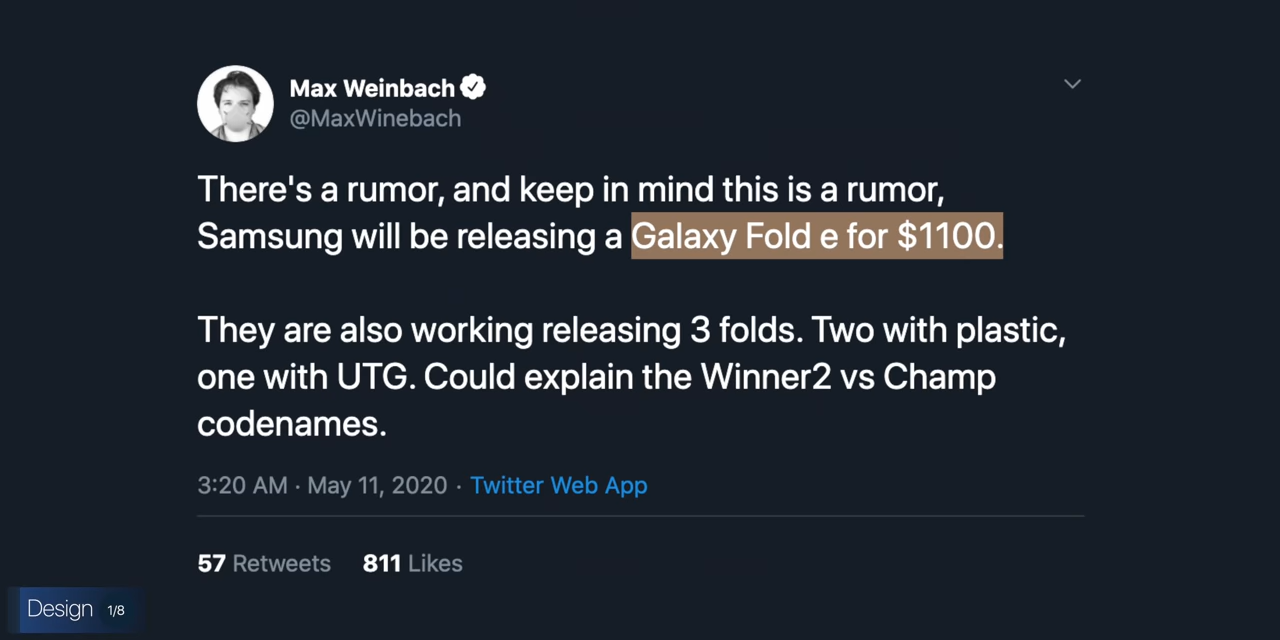 Max Weinbach
@MaxWinebach
There's a rumor, and keep in mind this is a rumor,
Samsung will be releasing a Galaxy Fold e for $1100.
They are also working releasing 3 folds. Two with plastic,
one with UTG. Could explain the Winner2 vs Champ
codenames.
3:20 AM · May 11, 2020 · Twitter Web App
57 Retweets 811 Likes
Design 1/8